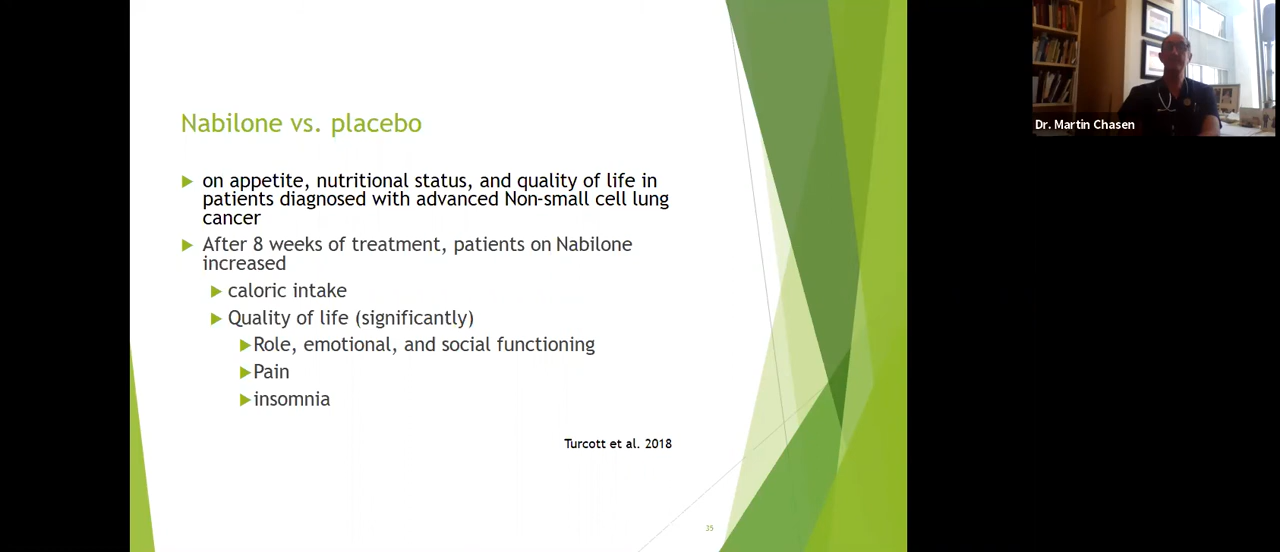 Nabilone vs. placebo
on appetite, nutritional status, and quality of life in
patients diagnosed with advanced Non-small cell lung
cancer
After 8 weeks of treatment, patients on Nabilone
increased
caloric intake
Quality of life (significantly)
Role, emotional, and social functioning
Pain
insomnia
Turcott et al. 2018
35
Dr. Martin Chasen